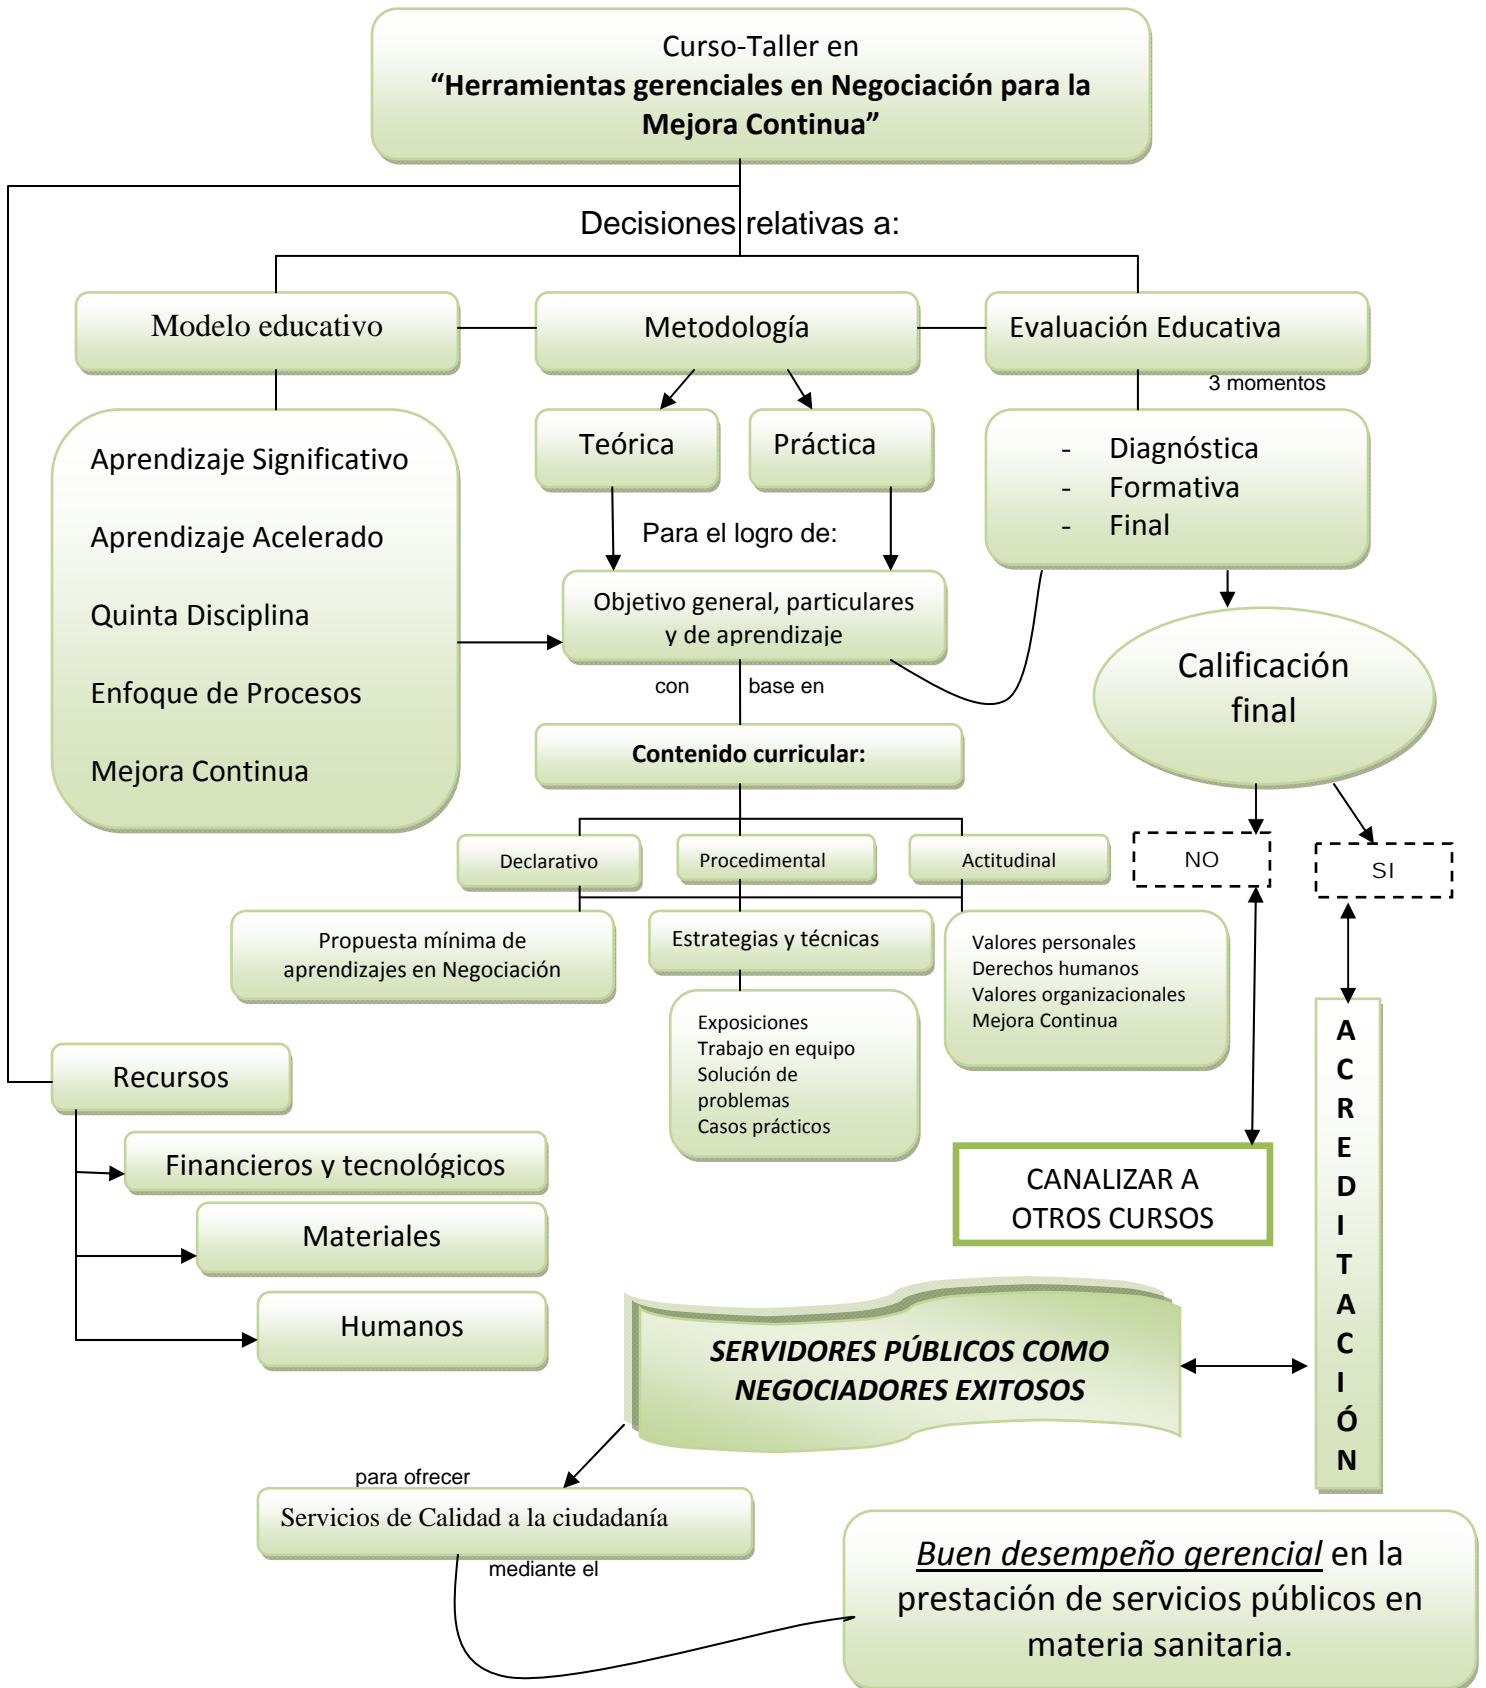 Curso-Taller en
“Herramientas gerenciales en Negociación para la
Mejora Continua”
Decisiones relativas a:
Modelo educativo
Metodología
Evaluación Educativa
3 momentos
Aprendizaje Significativo
Aprendizaje Acelerado
Quinta Disciplina
Enfoque de Procesos
Mejora Continua
Teórica
Práctica
- Diagnóstica
- Formativa
- Final
Para el logro de:
Objetivo general, particulares
y de aprendizaje
con base en
Calificación
final
Contenido curricular:
Declarativo
Procedimental
Actitudinal
NO
SI
Propuesta mínima de
aprendizajes en Negociación
Estrategias y técnicas
Valores personales
Derechos humanos
Valores organizacionales
Mejora Continua
Exposiciones
Trabajo en equipo
Solución de
problemas
Casos prácticos
A
C
R
E
D
I
T
A
C
I
Ó
N
Recursos
Financieros y tecnológicos
Materiales
Humanos
CANALIZAR A
OTROS CURSOS
SERVIDORES PÚBLICOS COMO
NEGOCIADORES EXITOSOS
para ofrecer
Servicios de Calidad a la ciudadanía
mediante el
Buen desempeño gerencial en la
prestación de servicios públicos en
materia sanitaria.